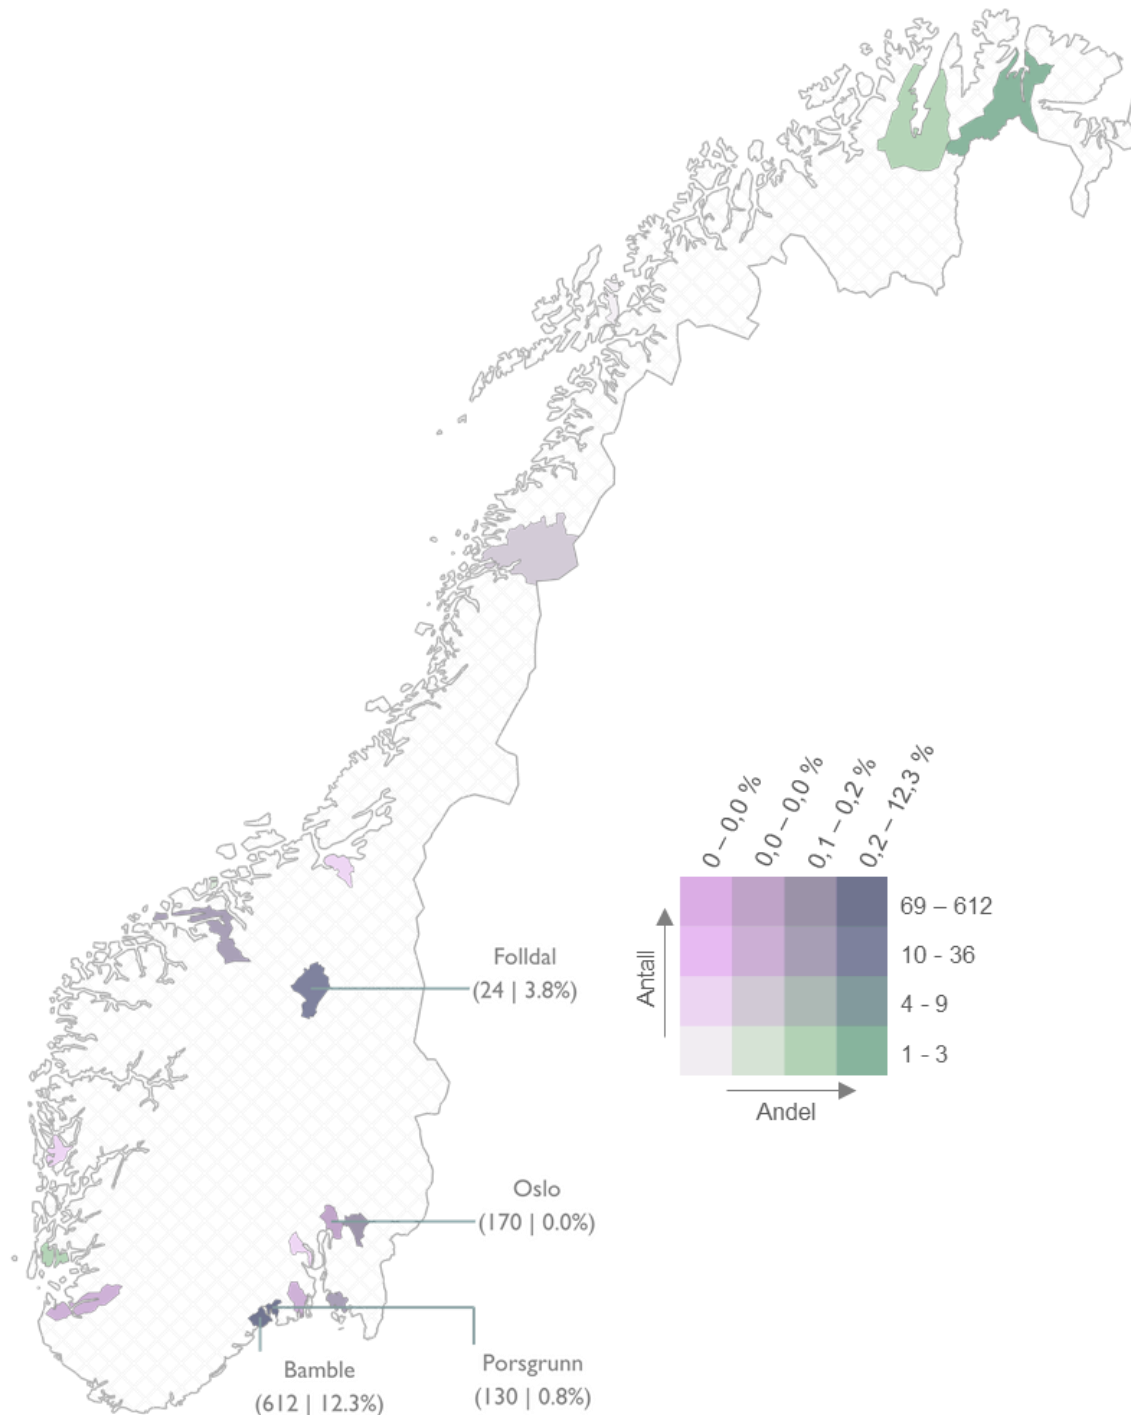 Folldal
(24 | 3.8%)
0 – 0,0 %
0,0 – 0,0 %
0,1 – 0,2 %
0,2 – 12,3 %
69 – 612
10 - 36
4 - 9
1 - 3
Antall
Andel
Oslo
(170 | 0.0%)
Bamble
(612 | 12.3%)
Porsgrunn
(130 | 0.8%)